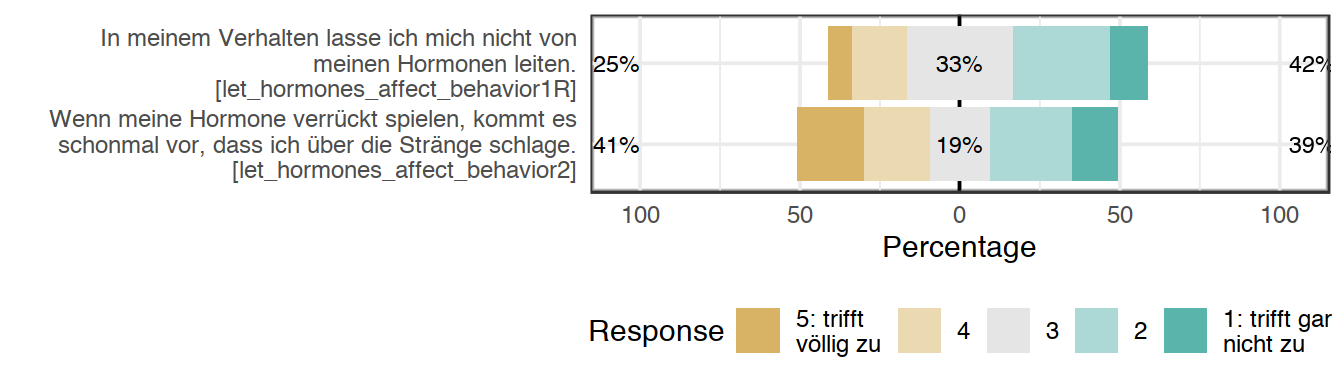 In meinem Verhalten lasse ich mich nicht von
meinen Hormonen leiten.
[let_hormones_affect_behavior1R]
25%
33%
42%
Wenn meine Hormone verrückt spielen, kommt es
schonmal vor, dass ich über die Stränge schlage.
[let_hormones_affect_behavior2]
41%
19%
39%
100 50 0 50 100
Percentage
Response
5: trifft
völlig zu
4
3
2
1: trifft gar
nicht zu